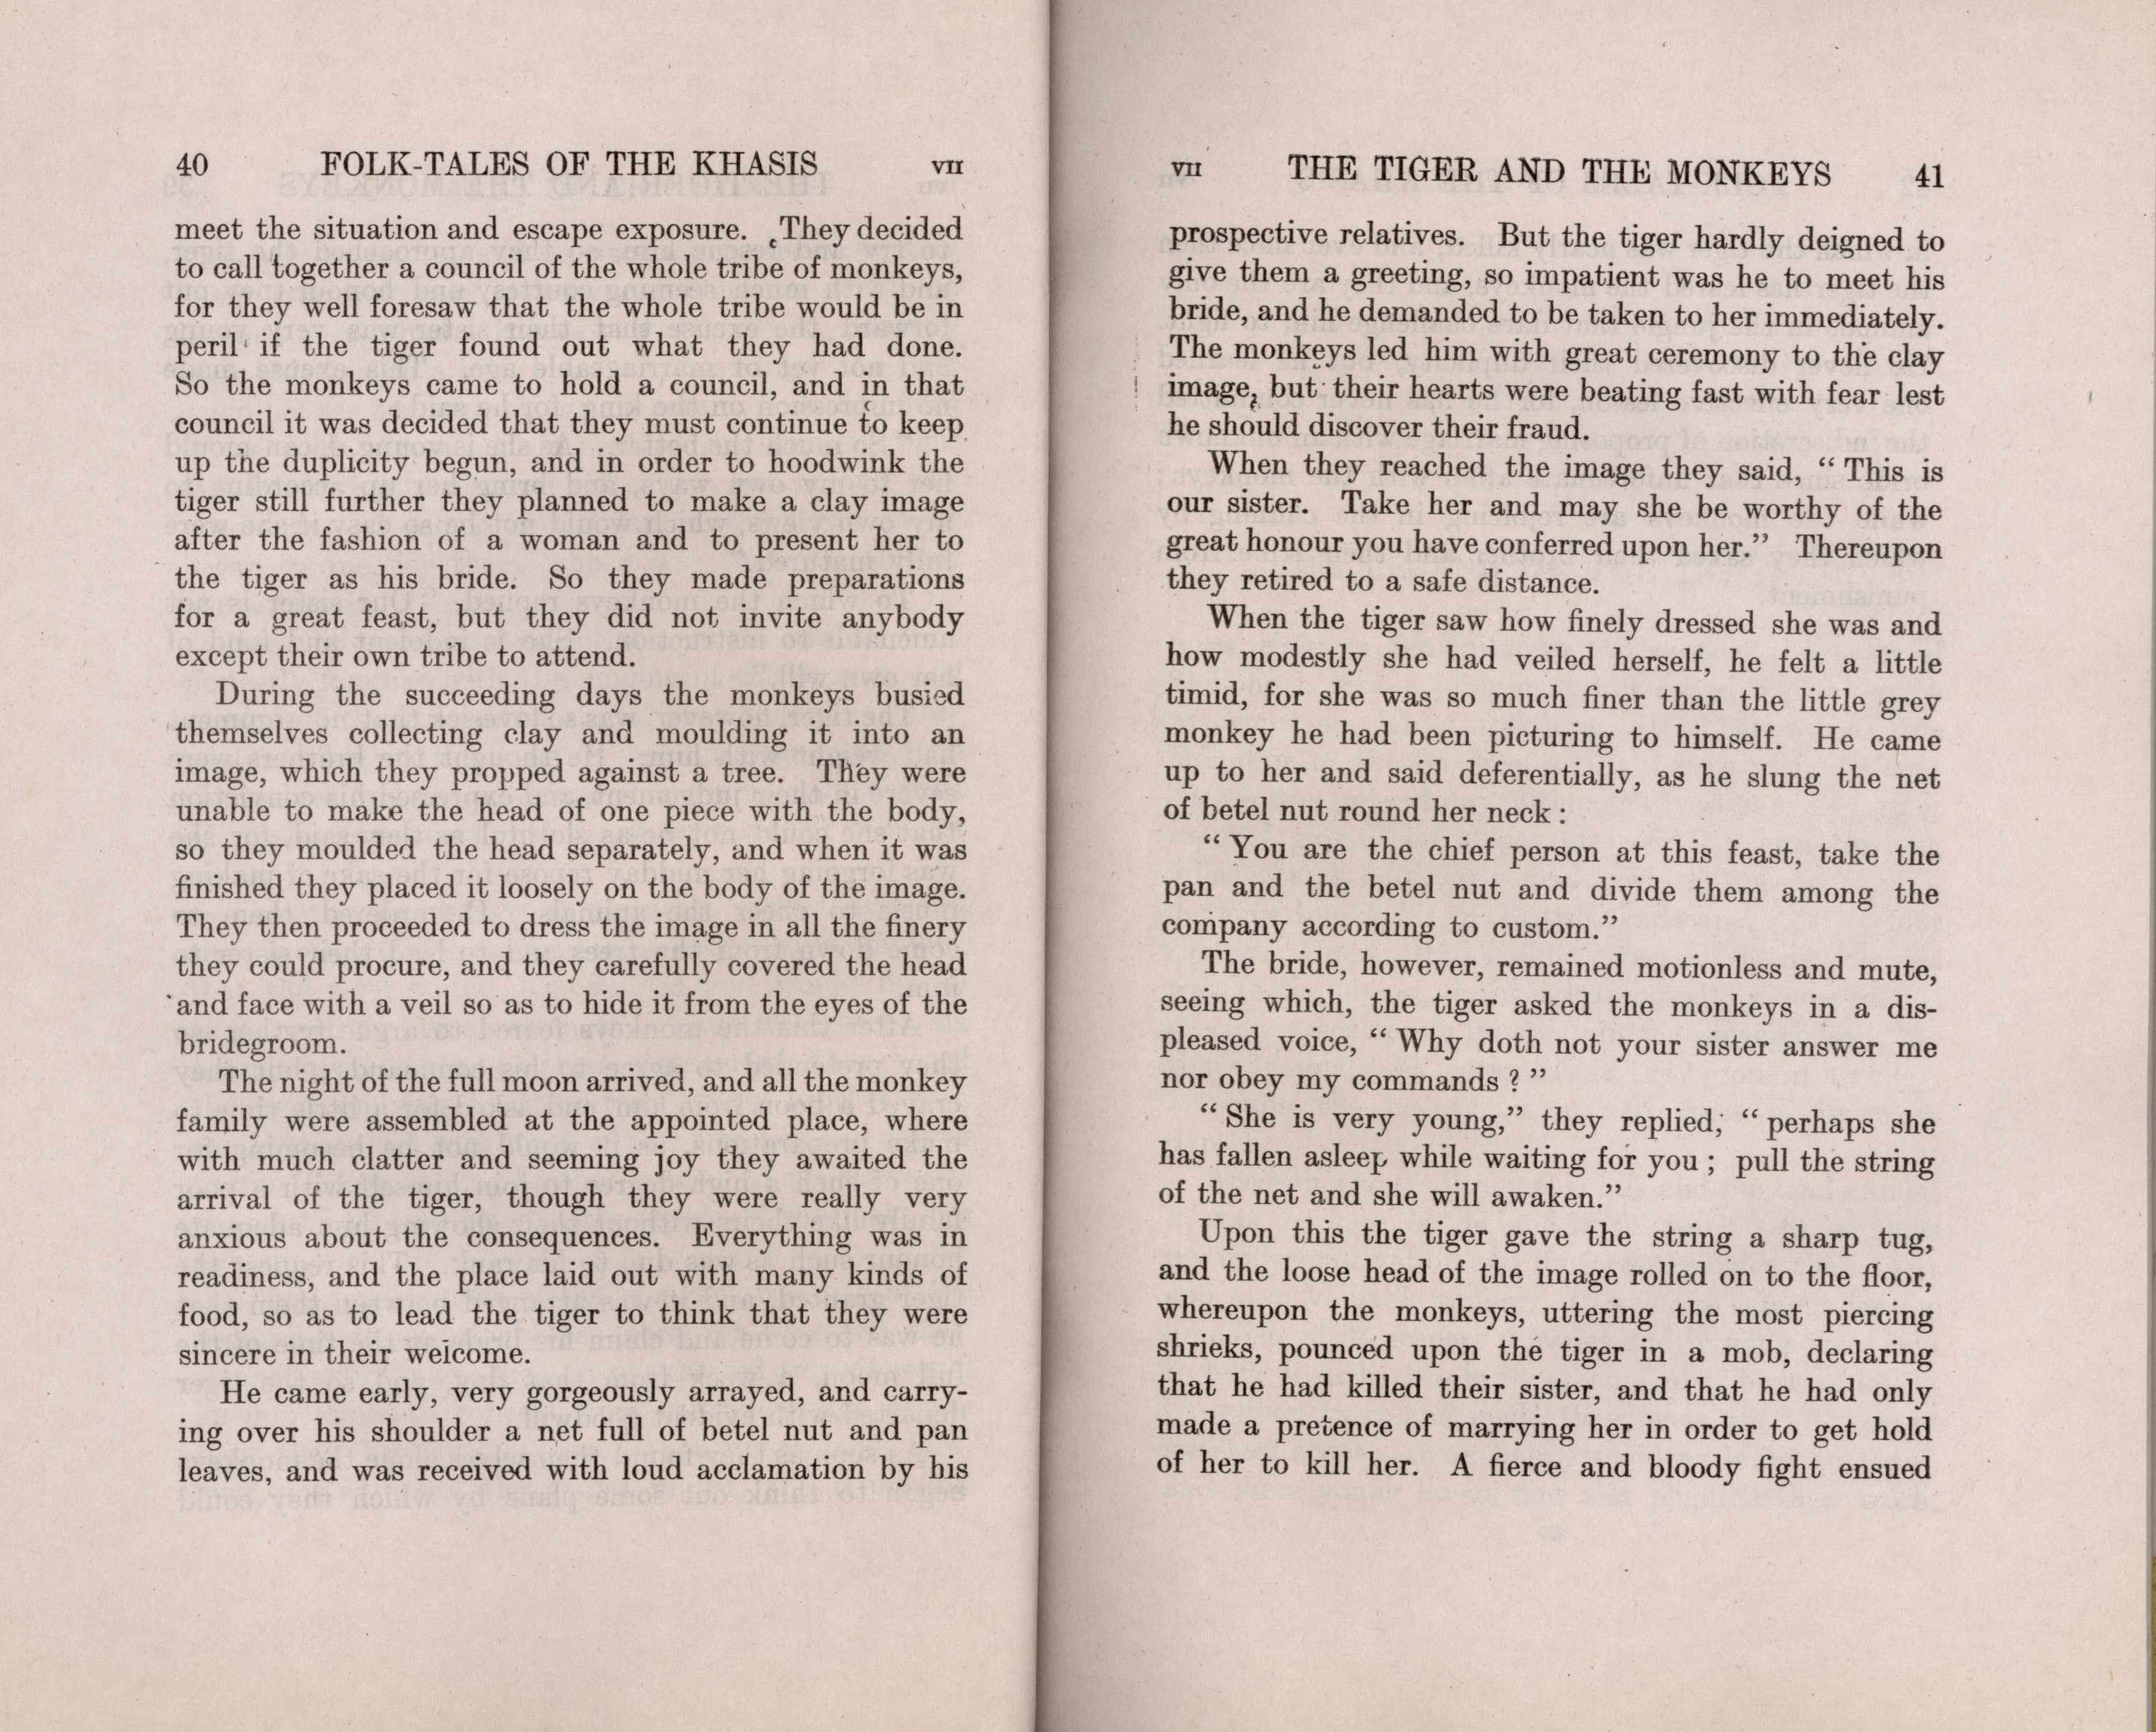 40 FOLK-TALES OF THE KHASIS VII
meet the situation and escape exposure. They decided
to call together a council of the whole tribe of monkeys,
for they well foresaw that the whole tribe would be in
peril if the tiger found out what they had done.
So the monkeys came to hold a council, and in that
council it was decided that they must continue to keep
up the duplicity begun, and in order to hoodwink the
tiger still further they planned to make a clay image
after the fashion of a woman and to present her to
the tiger as his bride. So they made preparations
for a great feast, but they did not invite anybody
except their own tribe to attend.
During the succeeding days the monkeys busied
themselves collecting clay and moulding it into an
image, which they propped against a tree. They were
unable to make the head of one piece with the body,
so they moulded the head separately, and when it was
finished they placed it loosely on the body of the image.
They then proceeded to dress the image in all the finery
they could procure, and they carefully covered the head
and face with a veil so as to hide it from the eyes of the
bridegroom.
The night of the full moon arrived, and all the monkey
family were assembled at the appointed place, where
with much clatter and seeming joy they awaited the
arrival of the tiger, though they were really very
anxious about the consequences. Everything was in
readiness, and the place laid out with many kinds of
food, so as to lead the tiger to think that they were
sincere in their welcome.
He came early, very gorgeously arrayed, and carry-
ing over his shoulder a net full of betel nut and pan
leaves, and was received with loud acclamation by his
VII THE TIGER AND THE MONKEYS 41
prospective relatives. But the tiger hardly deigned to
give them a greeting, so impatient was he to meet his
bride, and he demanded to be taken to her immediately.
The monkeys led him with great ceremony to the clay
image, but their hearts were beating fast with fear lest
he should discover their fraud.
When they reached the image they said, “ This is
our sister. Take her and may she be worthy of the
great honour you have conferred upon her.” Thereupon
they retired to a safe distance.
When the tiger saw how finely dressed she was and
how modestly she had veiled herself, he felt a little
timid, for she was so much finer than the little grey
monkey he had been picturing to himself. He came
up to her and said deferentially, as he slung the net
of betel nut round her neck :
“ You are the chief person at this feast, take the
pan and the betel nut and divide them among the
company according to custom.”
The bride, however, remained motionless and mute,
seeing which, the tiger asked the monkeys in a dis-
pleased voice, “ Why doth not your sister answer me
nor obey my commands ? ”
“ She is very young,” they replied; “ perhaps she
has fallen asleep while waiting for you ; pull the string
of the net and she will awaken.”
Upon this the tiger gave the string a sharp tug,
and the loose head of the image rolled on to the floor,
whereupon the monkeys, uttering the most piercing
shrieks, pounced upon the tiger in a mob, declaring
that he had killed their sister, and that he had only
made a pretence of marrying her in order to get hold
of her to kill her. A fierce and bloody fight ensued